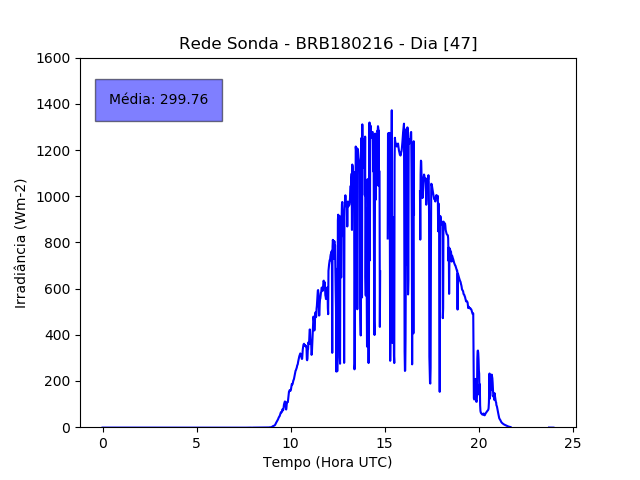 Rede Sonda - BRB180216 - Dia [47]
Média: 299.76
Irradiância (Wm-2)
1600
1400
1200
1000
800
600
400
200
0
0 5 10 15 20 25
Tempo (Hora UTC)